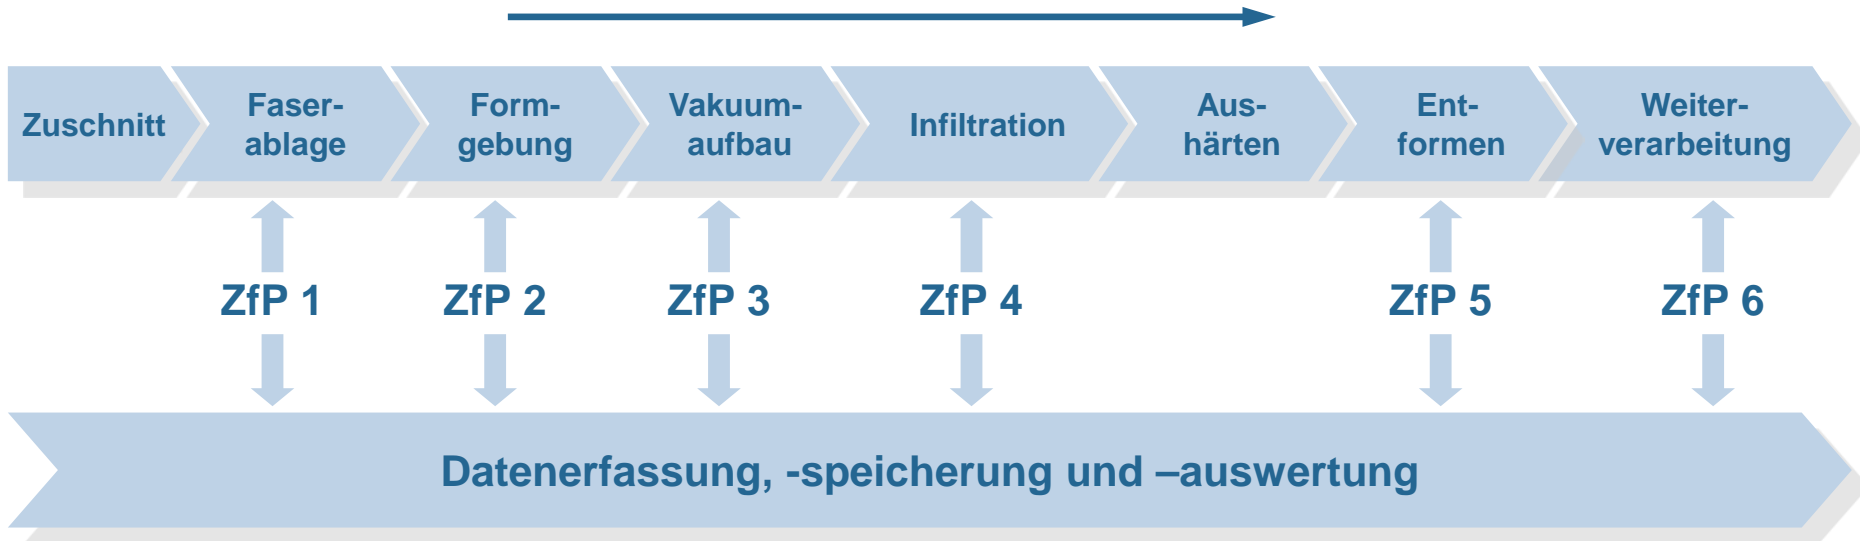 Zuschnitt
Faser-
ablage
Form-
gebung
Vakuum-
aufbau
Infiltration
Aus-
härten
Ent-
formen
Weiter-
verarbeitung
ZfP 1
ZfP 2
ZfP 3
ZfP 4
ZfP 5
ZfP 6
Datenerfassung, -speicherung und –auswertung